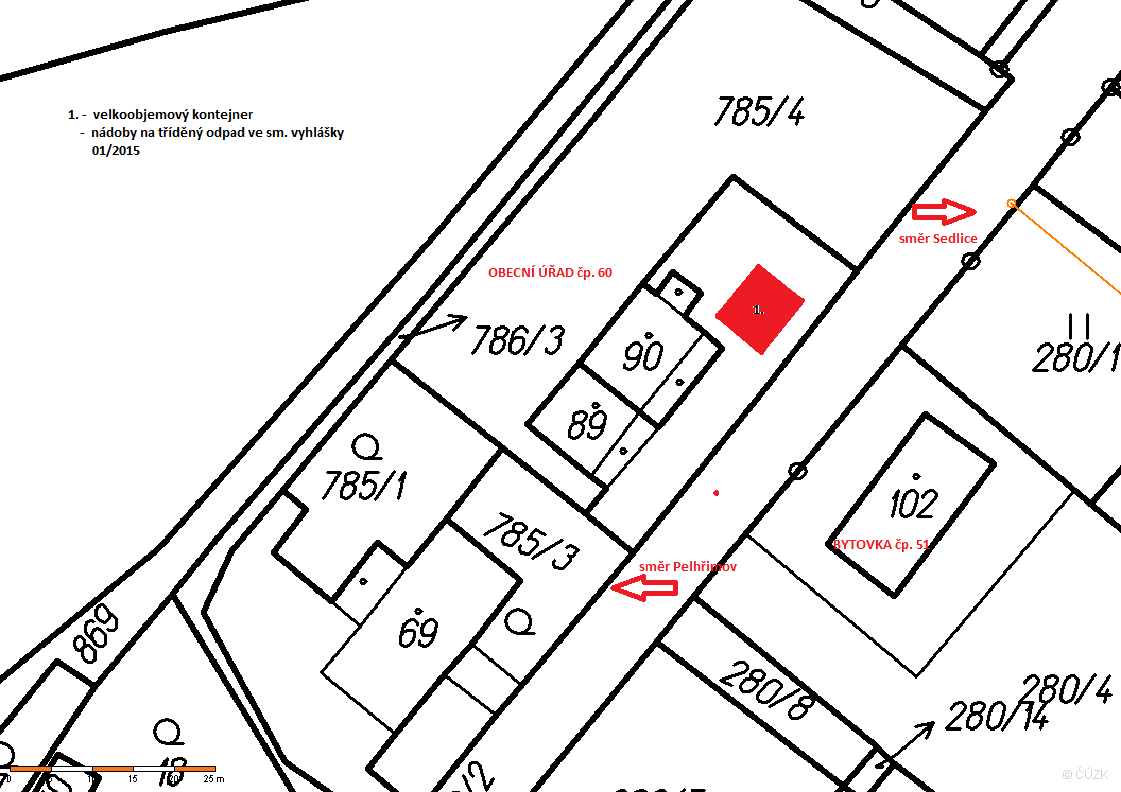 785/4
1. - velkoobjemový kontejner
- nádoby na tříděný odpad ve sm. vyhlášky
01/2015
směr Sedlice
OBECNÍ ÚŘAD čp. 60
1.
786/3
90
280/1
89
785/1
102
785/3
BYTOVKA čp. 51
směr Pelhřimov
69
869
280/8
280/4
280/14
15
25 m
© ČÚZK